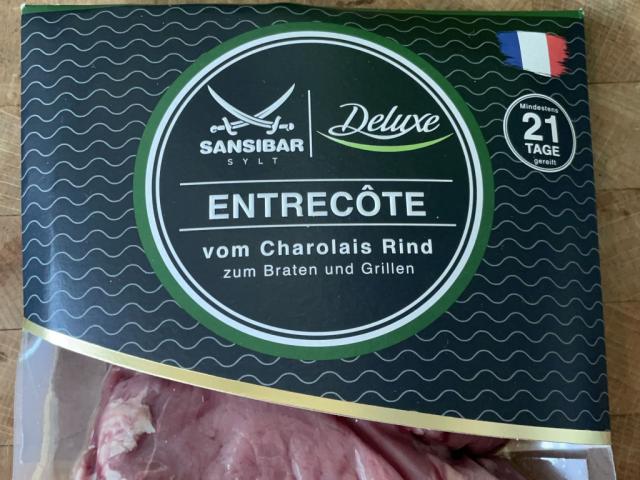 SANSIBAR
SYLT
Deluxe
Mindestens
21
TAGE
gereift
ENTRECÔTE
vom Charolais Rind
zum Braten und Grillen